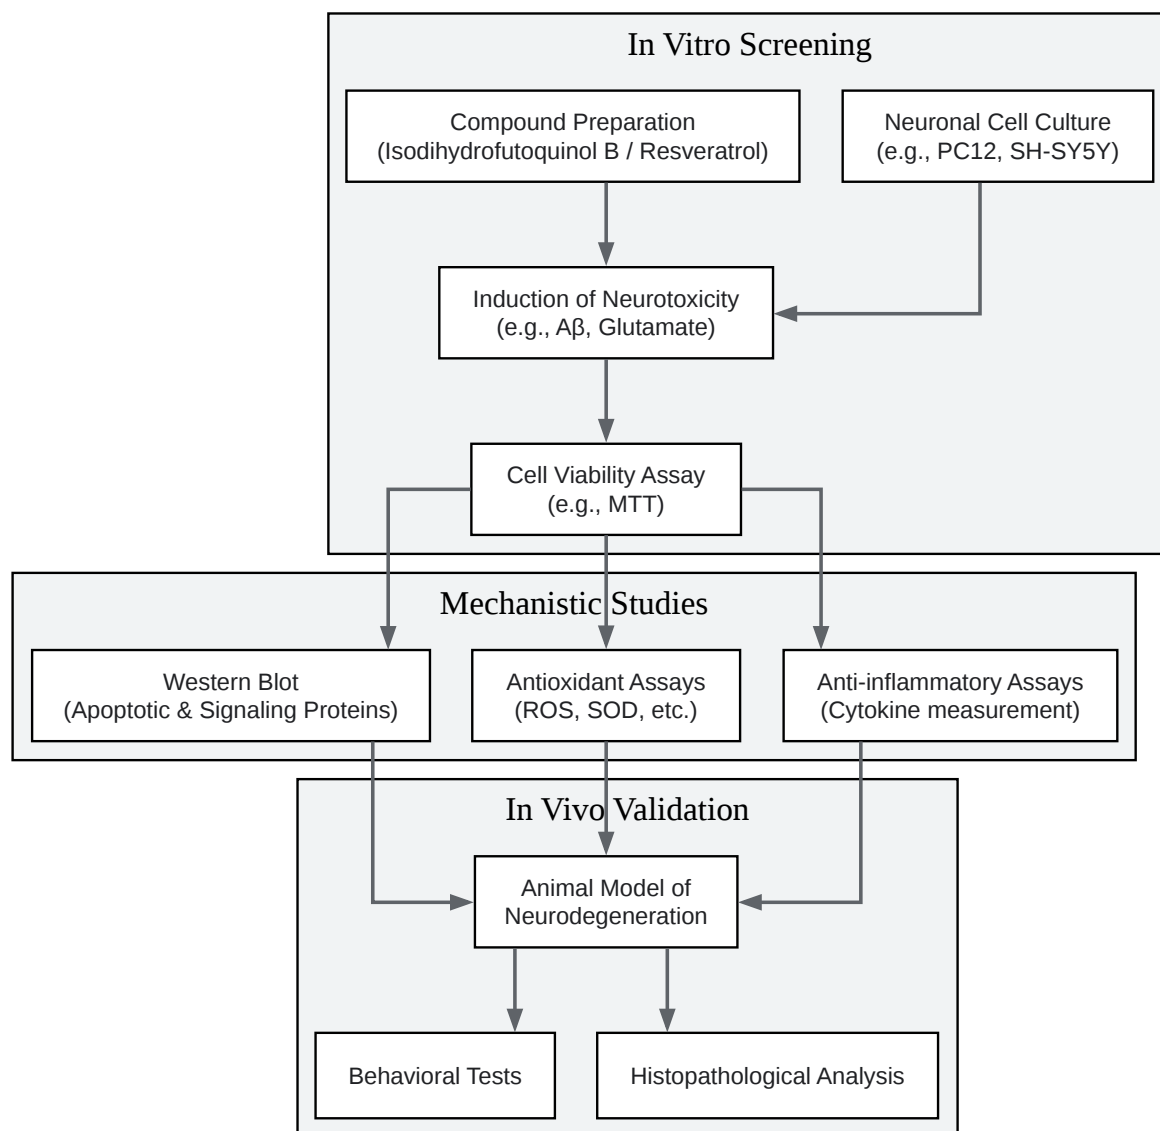 In Vitro Screening
Compound Preparation
(Isodihydrofutoquinol B / Resveratrol)
Neuronal Cell Culture
(e.g., PC12, SH-SY5Y)
Induction of Neurotoxicity
(e.g., Aβ, Glutamate)
Cell Viability Assay
(e.g., MTT)
Mechanistic Studies
Western Blot
(Apoptotic & Signaling Proteins)
Antioxidant Assays
(ROS, SOD, etc.)
Anti-inflammatory Assays
(Cytokine measurement)
In Vivo Validation
Animal Model of
Neurodegeneration
Behavioral Tests
Histopathological Analysis